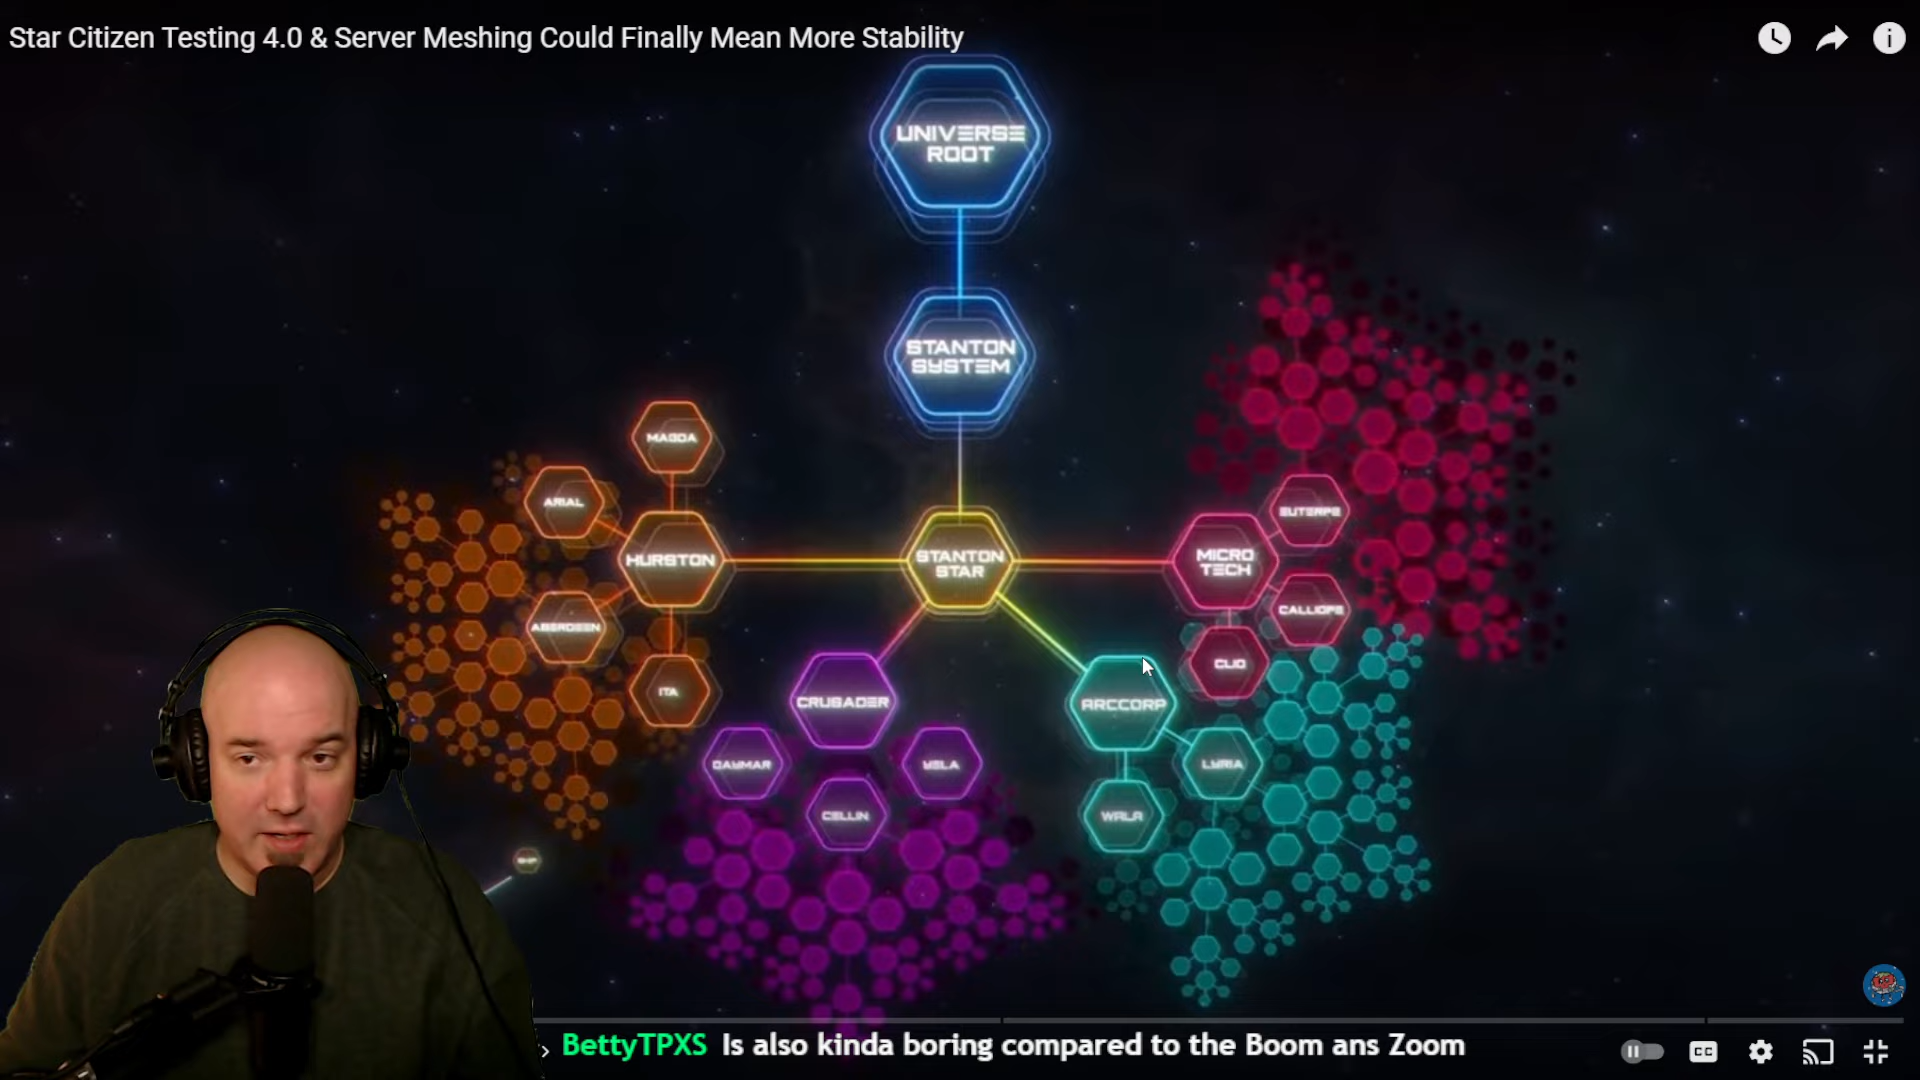 Star Citizen Testing 4.0 & Server Meshing Could Finally Mean More Stability
UNIVERSE
ROOT
STANTON
SYSTEM
MAGDA
ARIAL
HURSTON
STANTON
STAR
MICRO
TECH
EUTERPE
CALLIOPE
ABERDEEN
ITA
CLIO
CRUSADER
ARCCORP
DAYMAR
YELA
LYRIA
CELLIN
WALA
SHIP
BettyTPXS Is also kinda boring compared to the Boom ans Zoom
CC